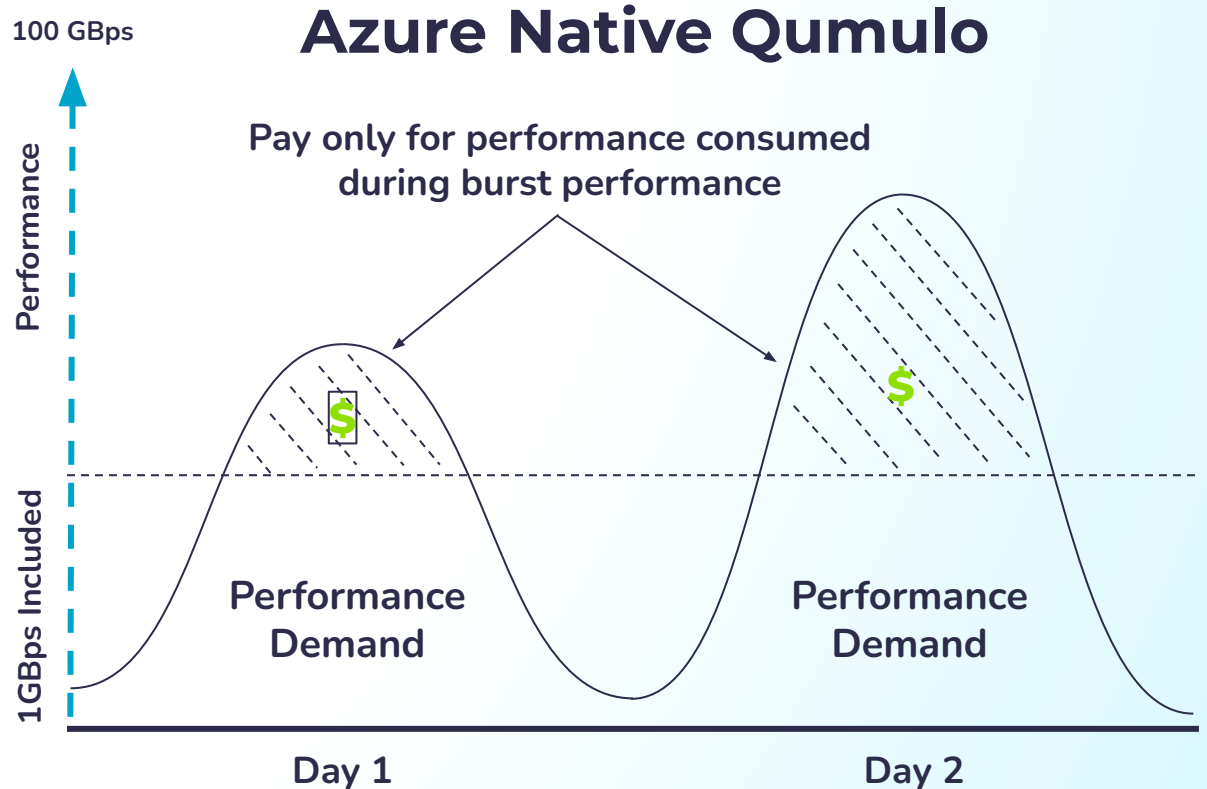 100 GBps
Azure Native Qumulo
Pay only for performance consumed
during burst performance
Performance
1GBps Included
$
$
Performance
Demand
Performance
Demand
Day 1
Day 2